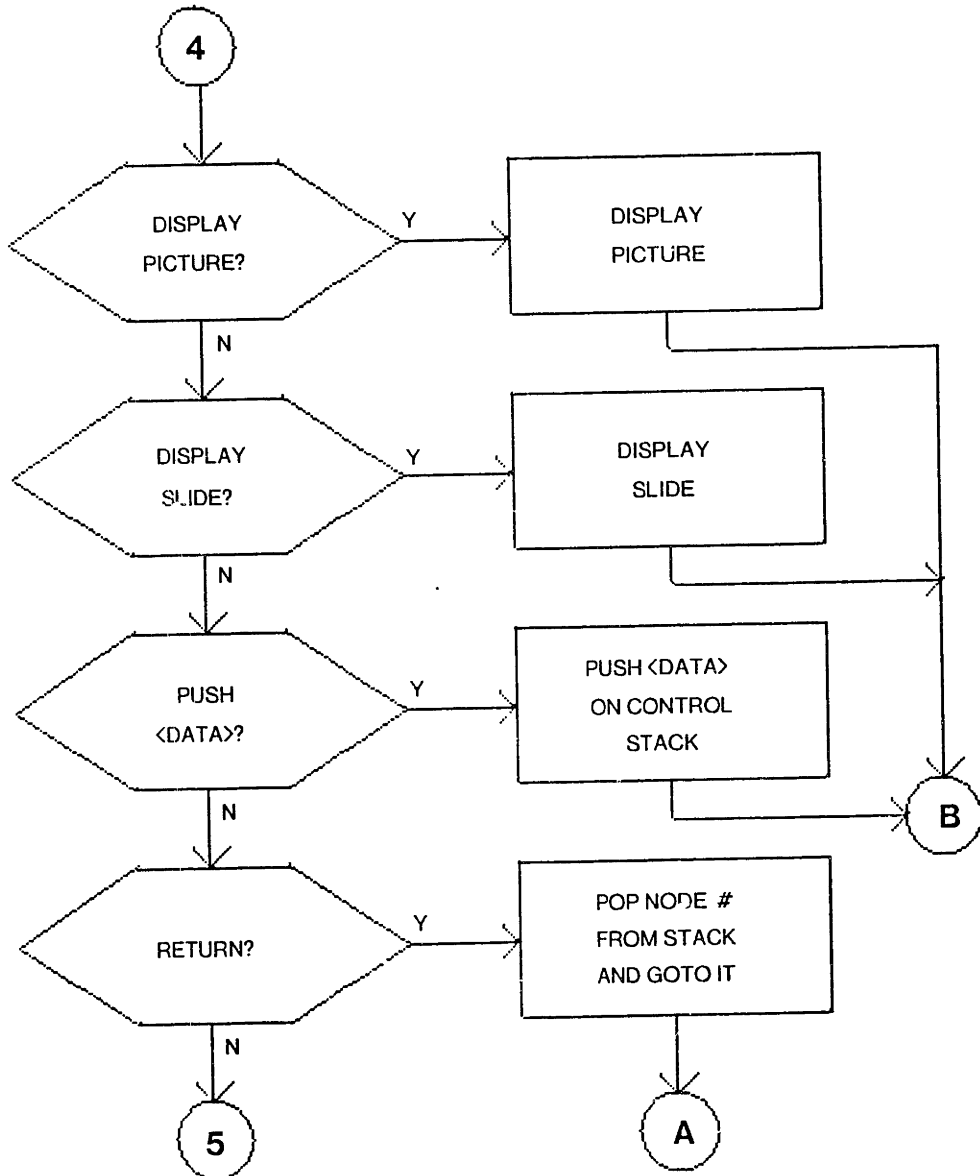 4
DISPLAY
PICTURE?
Y
DISPLAY
PICTURE
N
DISPLAY
SLIDE?
Y
DISPLAY
SLIDE
N
PUSH
<DATA>?
Y
PUSH <DATA>
ON CONTROL
STACK
B
N
RETURN?
Y
POP NODE #
FROM STACK
AND GOTO IT
N
5
A